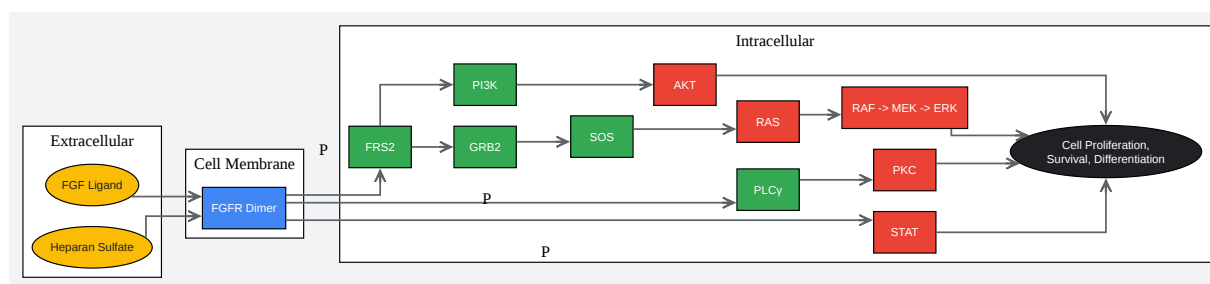 Intracellular
PI3K
AKT
RAS
RAF -> MEK -> ERK
Extracellular
P
FRS2
GRB2
SOS
Cell Proliferation,
Survival, Differentiation
Cell Membrane
PKC
FGF Ligand
PLCγ
P
FGFR Dimer
STAT
Heparan Sulfate
P